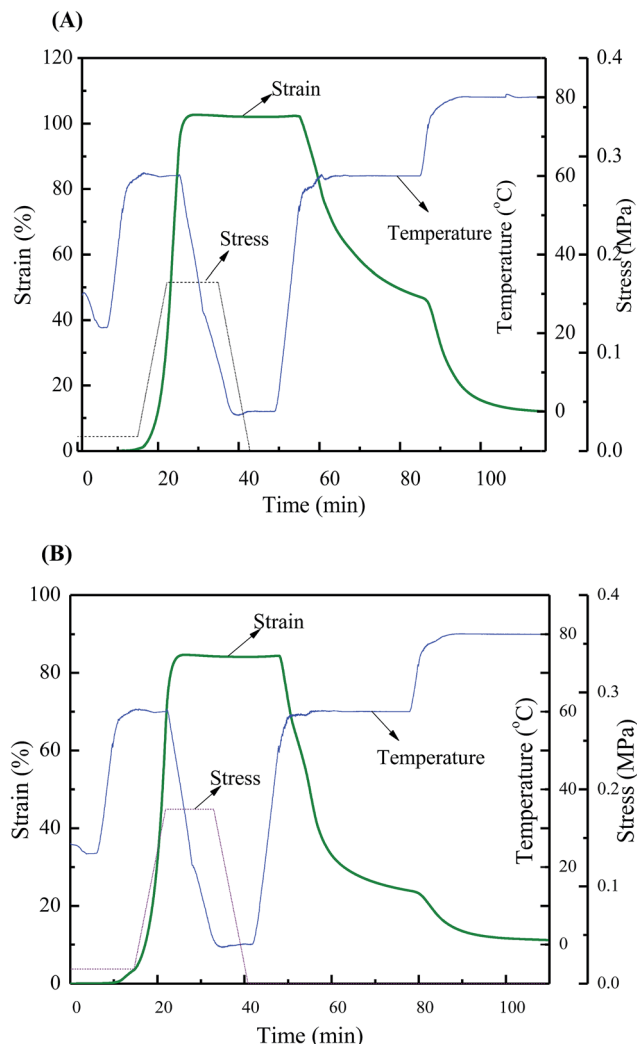 (A)
120
100
80
60
40
20
0
Strain (%)
Strain
Stress
Temperature
80
60
40
20
0
Temperature (°C)
0.4
0.3
0.2
0.1
0.0
Stress (MPa)
0 20 40 60 80 100
Time (min)
(B)
100
80
60
40
20
0
Strain (%)
Strain
Stress
Temperature
80
60
40
20
0
Temperature (°C)
0.4
0.3
0.2
0.1
0.0
Stress (MPa)
0 20 40 60 80 100
Time (min)